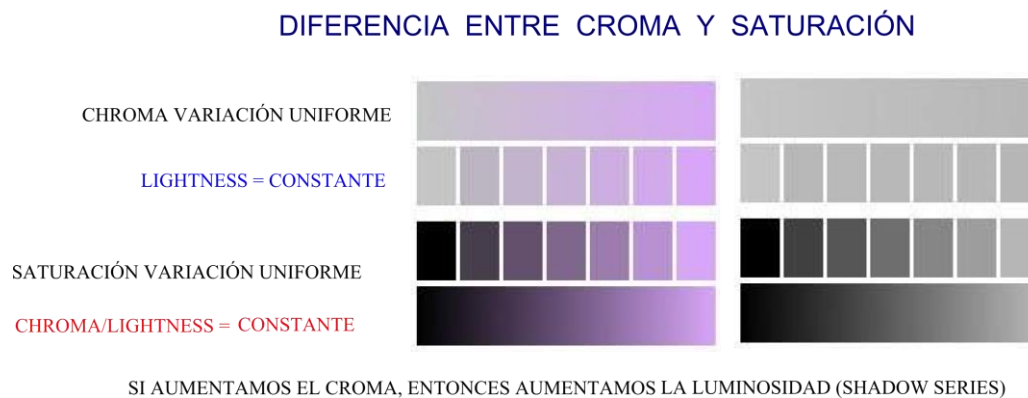 DIFERENCIA ENTRE CROMA Y SATURACIÓN
CHROMA VARIACIÓN UNIFORME
LIGHTNESS = CONSTANTE
SATURACIÓN VARIACIÓN UNIFORME
CHROMA/LIGHTNESS = CONSTANTE
SI AUMENTAMOS EL CROMA, ENTONCES AUMENTAMOS LA LUMINOSIDAD (SHADOW SERIES)